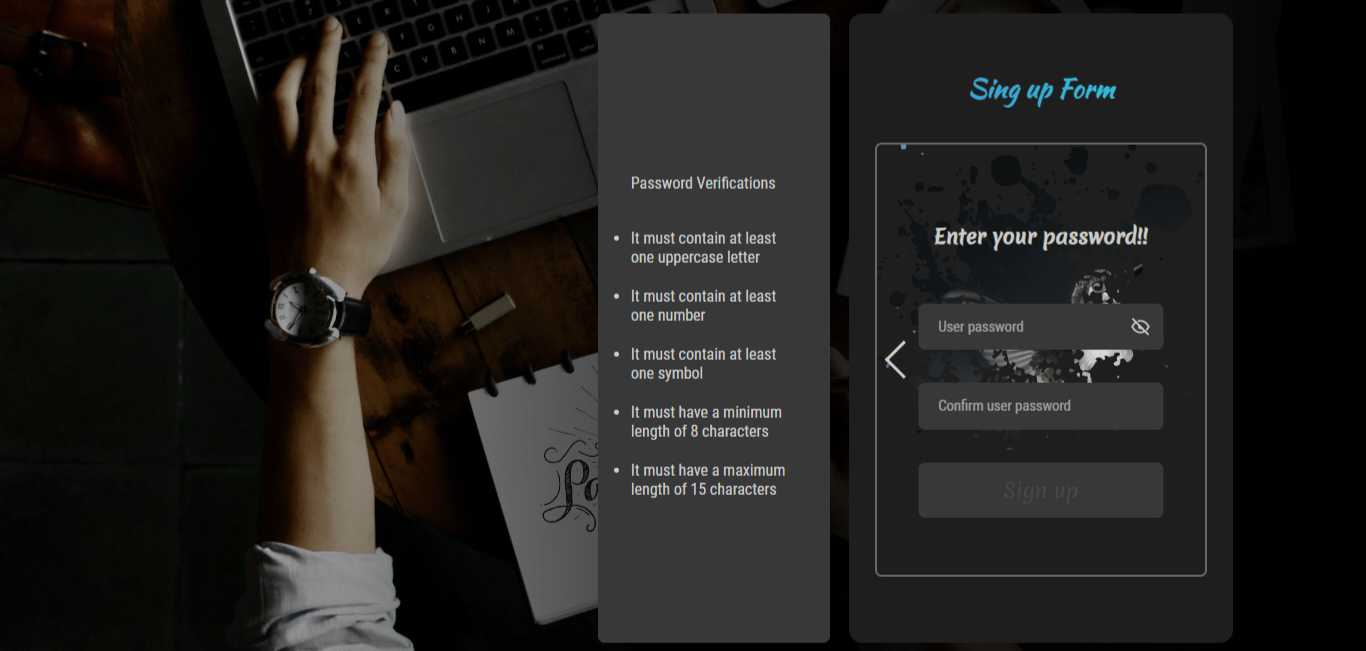 Password Verifications
It must contain at least
one uppercase letter
It must contain at least
one number
It must contain at least
one symbol
It must have a minimum
length of 8 characters
It must have a maximum
length of 15 characters
Sing up Form
Enter your password!!
User password
Confirm user password
Sign up